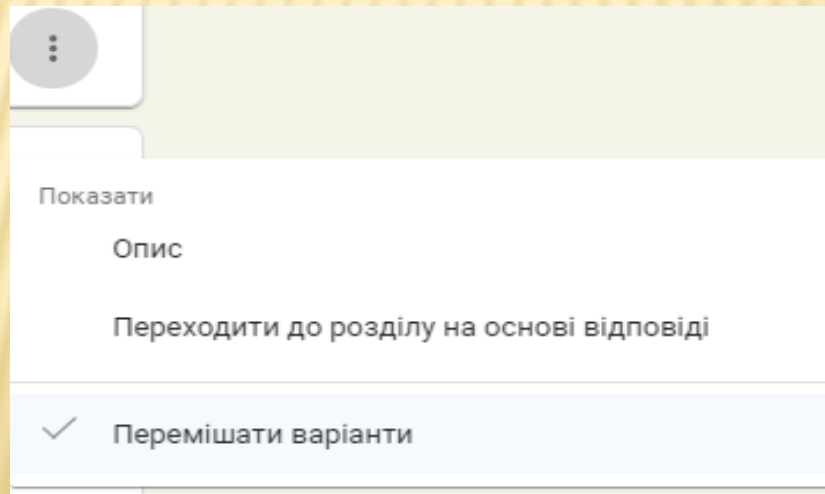 Показати
Опис
Переходити до розділу на основі відповіді
Перемішати варіанти